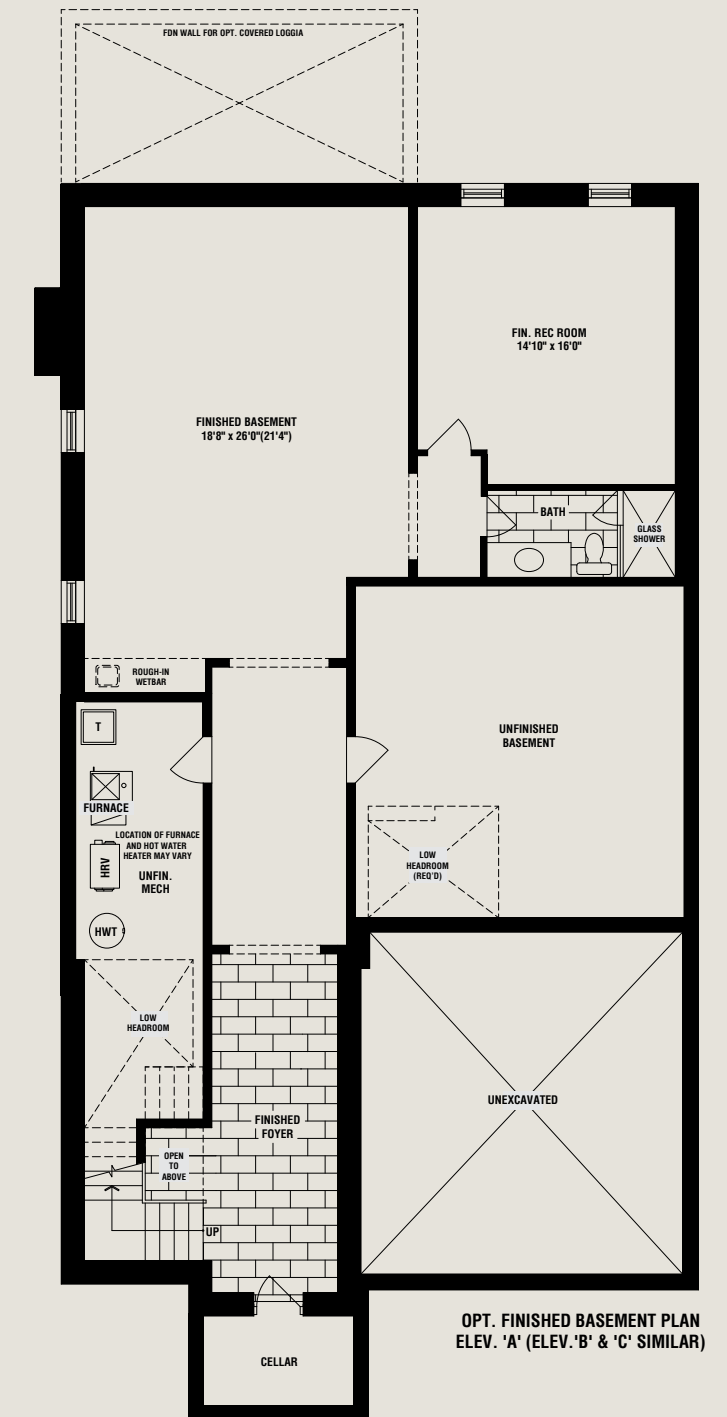 FDN WALL FOR OPT. COVERED LOGGIA
FIN. REC ROOM
14'10" x 16'0"
FINISHED BASEMENT
18'8" x 26'0"(21'4")
BATH
GLASS
SHOWER
ROUGH-IN
WETBAR
T
UNFINISHED
BASEMENT
FURNACE
LOCATION OF FURNACE
AND HOT WATER
HEATER MAY VARY
HRV
UNFIN.
MECH
LOW
HEADROOM
(REQ'D)
HWT
LOW
HEADROOM
UNEXCAVATED
FINISHED
FOYER
OPEN
TO
ABOVE
UP
OPT. FINISHED BASEMENT PLAN
ELEV. 'A' (ELEV.'B' & 'C' SIMILAR)
CELLAR